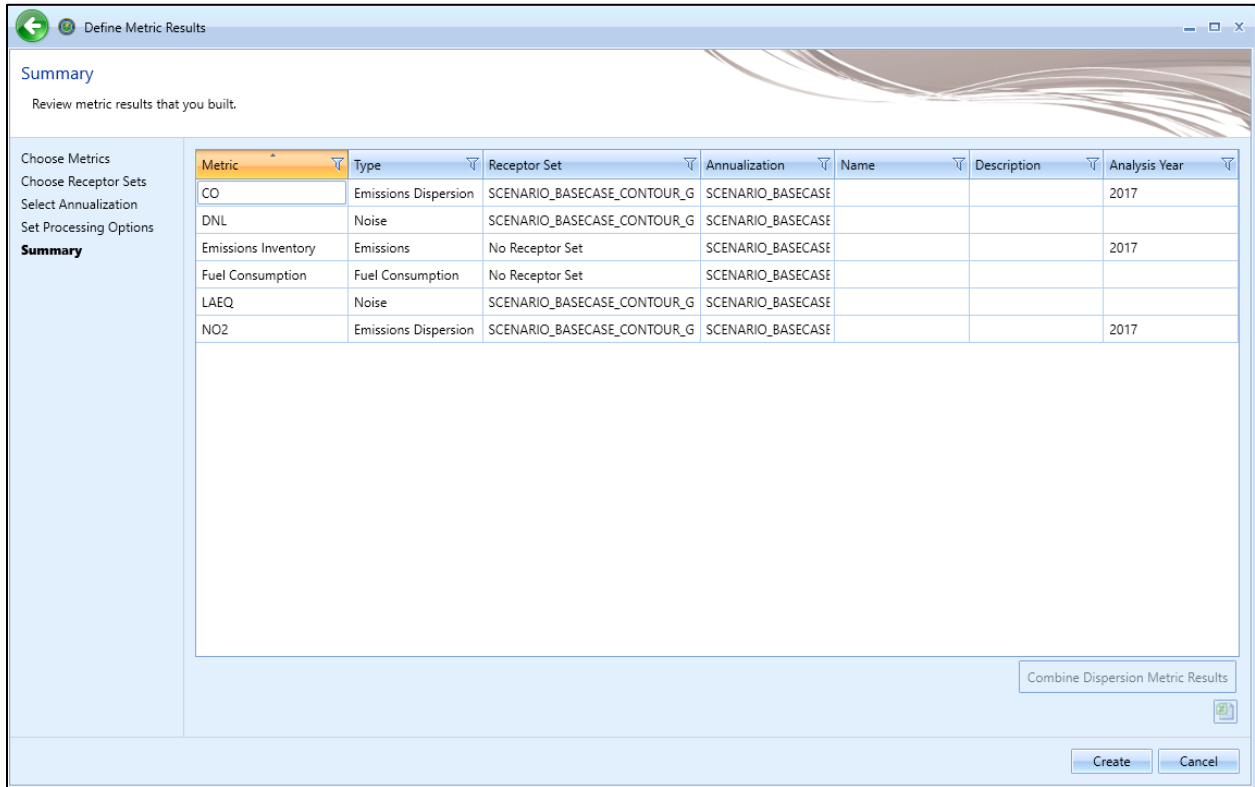 Define Metric Results
Summary
Review metric results that you built.
Choose Metrics
Choose Receptor Sets
Select Annualization
Set Processing Options
Summary
Metric Type Receptor Set Annualization Name Description Analysis Year
CO Emissions Dispersion SCENARIO_BASECASE_CONTOUR_G SCENARIO_BASECASE 2017
DNL Noise SCENARIO_BASECASE_CONTOUR_G SCENARIO_BASECASE
Emissions Inventory Emissions No Receptor Set SCENARIO_BASECASE 2017
Fuel Consumption Fuel Consumption No Receptor Set SCENARIO_BASECASE
LAEQ Noise SCENARIO_BASECASE_CONTOUR_G SCENARIO_BASECASE
NO2 Emissions Dispersion SCENARIO_BASECASE_CONTOUR_G SCENARIO_BASECASE 2017
Combine Dispersion Metric Results
Create Cancel